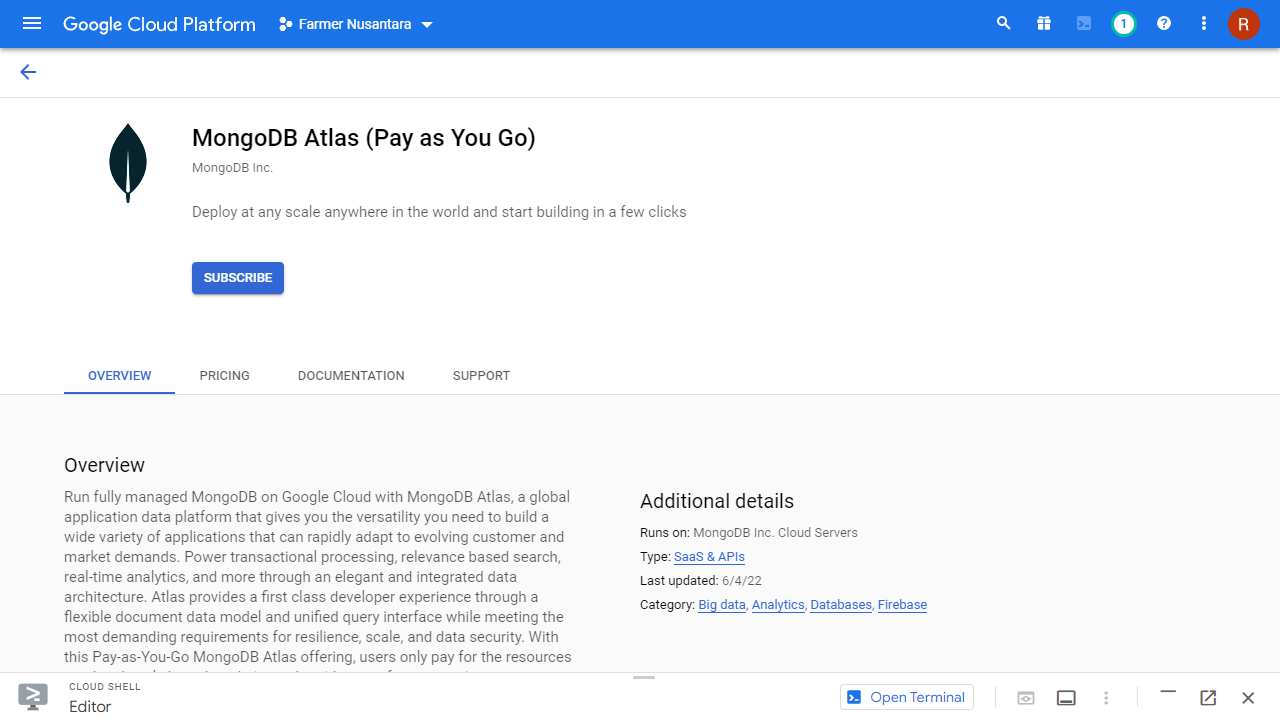 Google Cloud Platform
Farmer Nusantara
1
R
MongoDB Atlas (Pay as You Go)
MongoDB Inc.
Deploy at any scale anywhere in the world and start building in a few clicks
SUBSCRIBE
OVERVIEW PRICING DOCUMENTATION SUPPORT
Overview
Run fully managed MongoDB on Google Cloud with MongoDB Atlas, a global
application data platform that gives you the versatility you need to build a
wide variety of applications that can rapidly adapt to evolving customer and
market demands. Power transactional processing, relevance based search,
real-time analytics, and more through an elegant and integrated data
architecture. Atlas provides a first class developer experience through a
flexible document data model and unified query interface while meeting the
most demanding requirements for resilience, scale, and data security. With
this Pay-as-You-Go MongoDB Atlas offering, users only pay for the resources
Additional details
Runs on: MongoDB Inc. Cloud Servers
Type: SaaS & APIs
Last updated: 6/4/22
Category: Big data, Analytics, Databases, Firebase
CLOUD SHELL
Editor
Open Terminal